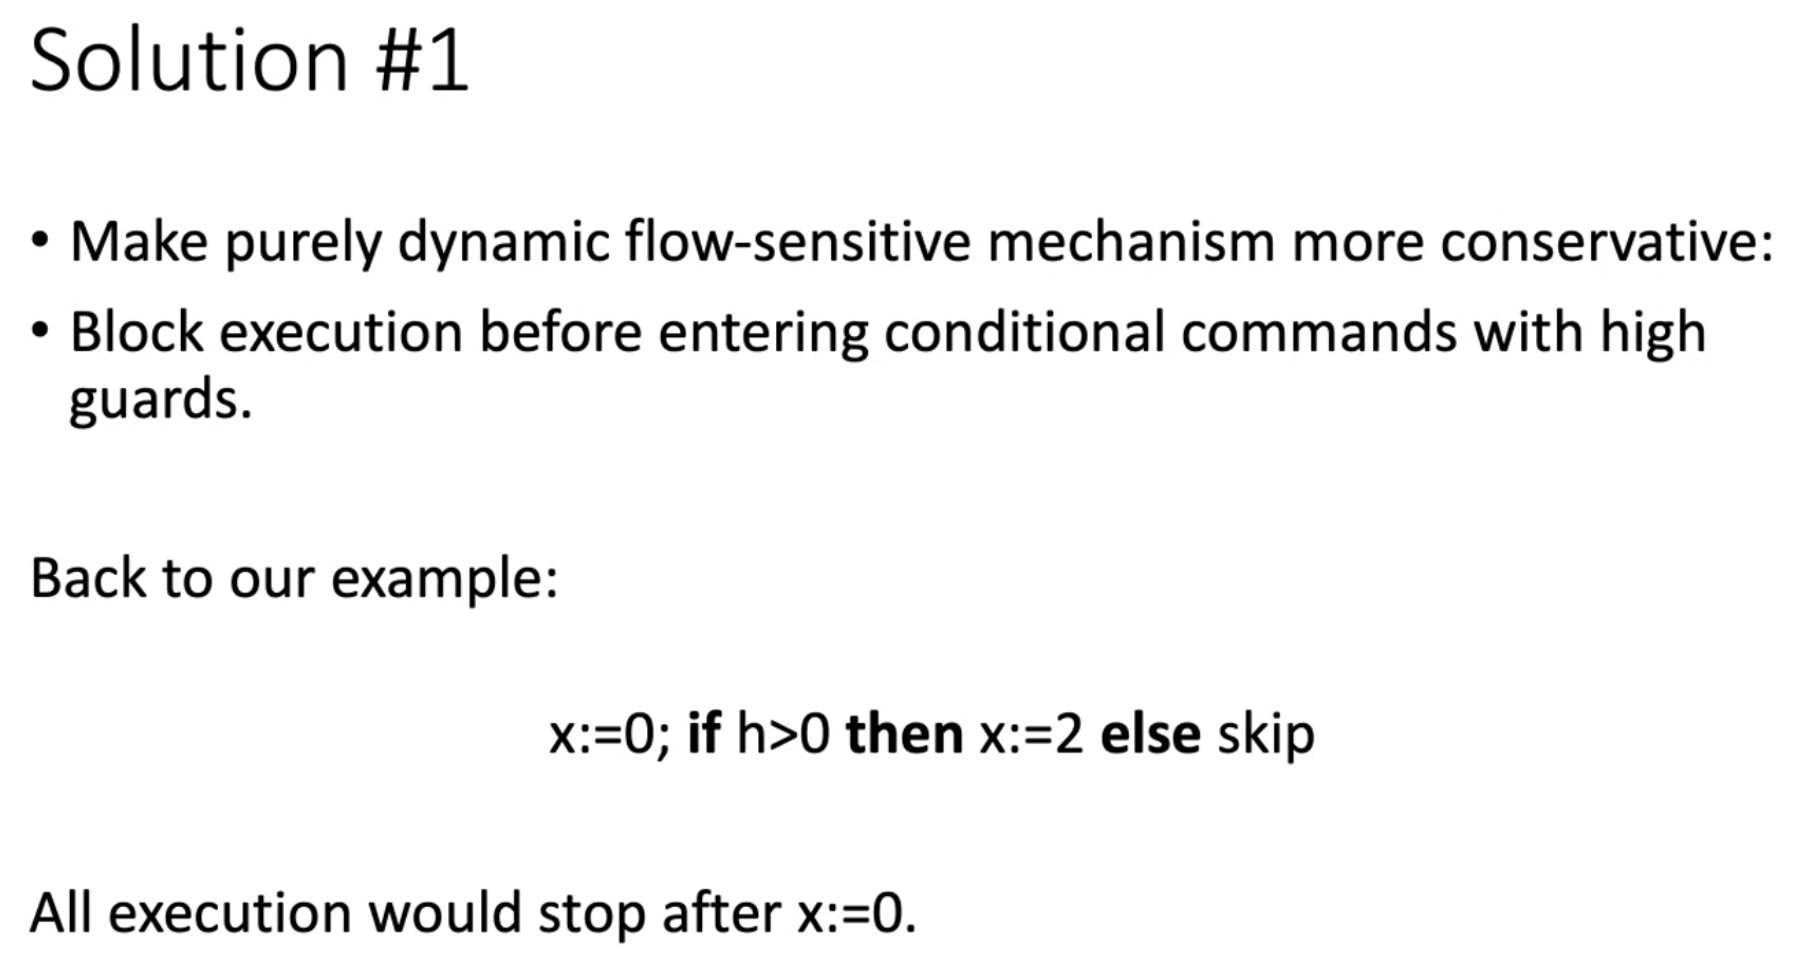 Solution #1
• Make purely dynamic flow-sensitive mechanism more conservative:
• Block execution before entering conditional commands with high
guards.
Back to our example:
x:=0; if h>0 then x:=2 else skip
All execution would stop after x:=0.